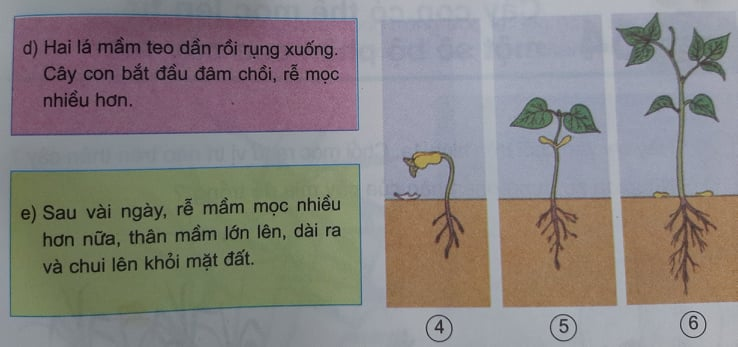 d) Hai lá mầm teo dần rồi rụng xuống.
Cây con bắt đầu đâm chồi, rễ mọc
nhiều hơn.
e) Sau vài ngày, rễ mầm mọc nhiều
hơn nữa, thân mầm lớn lên, dài ra
và chui lên khỏi mặt đất.
4
5
6